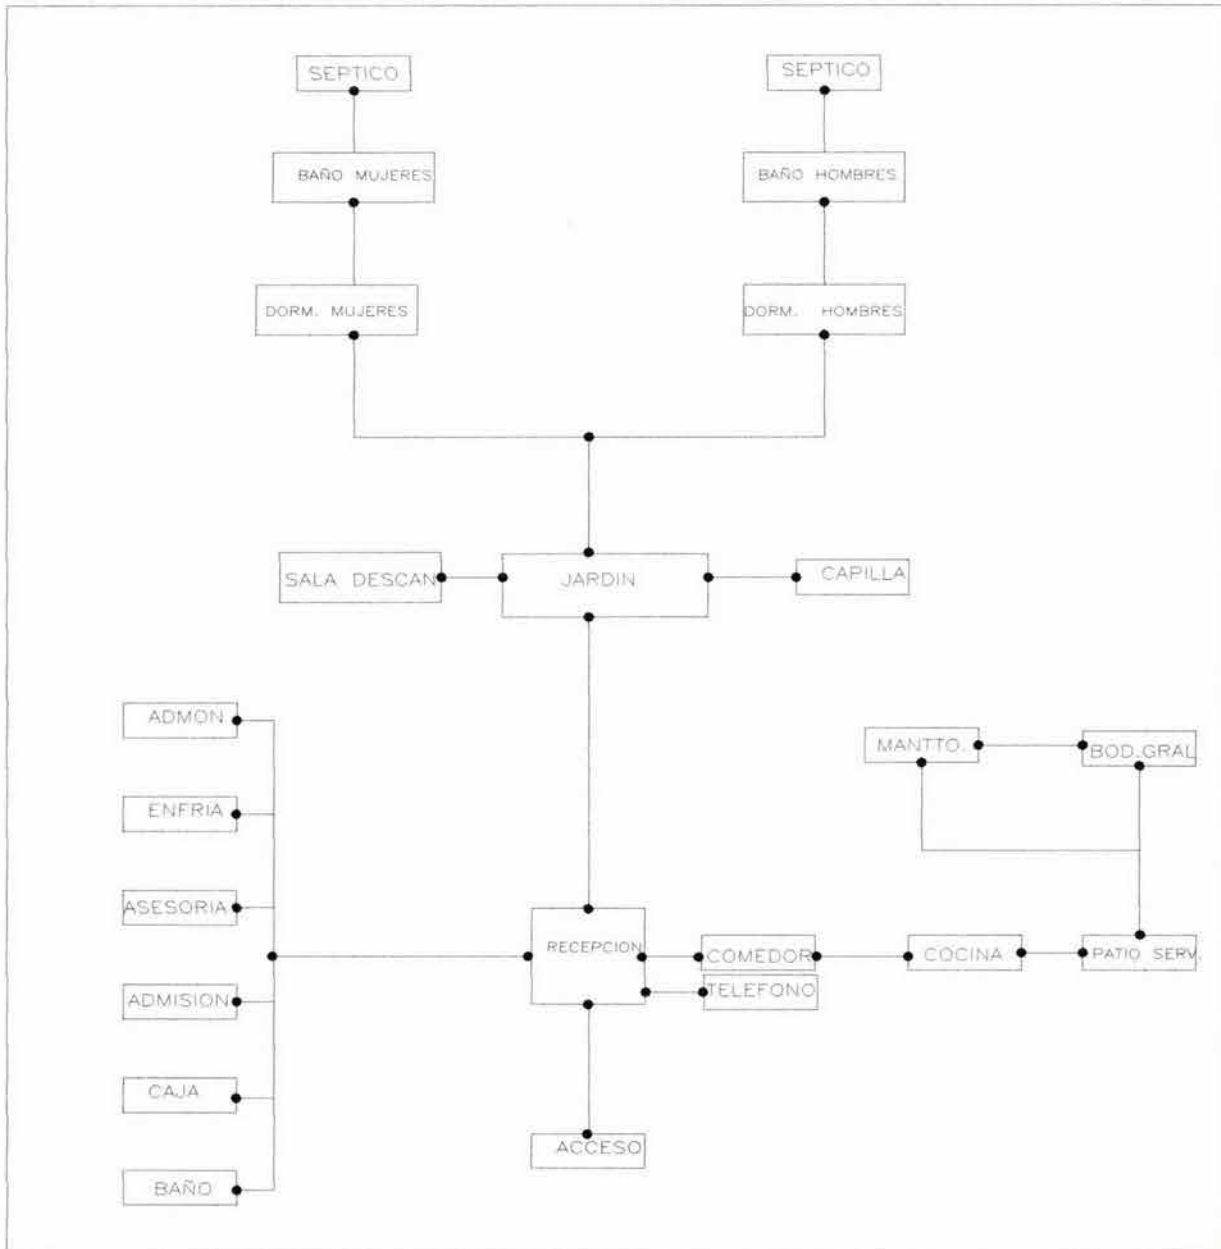 SEPTICO
SEPTICO
BAÑO MUJERES
BAÑO HOMBRES
DORM. MUJERES
DORM. HOMBRES
SALA DESCAN
JARDIN
CAPILLA
ADMON.
MANTTO.
BOD.GRAL
ENFRIA
ASESORIA
RECEPCION
COMEDOR
COCINA
PATIO SERV.
ADMISION
TELEFONO
CAJA
ACCESO
BAÑO